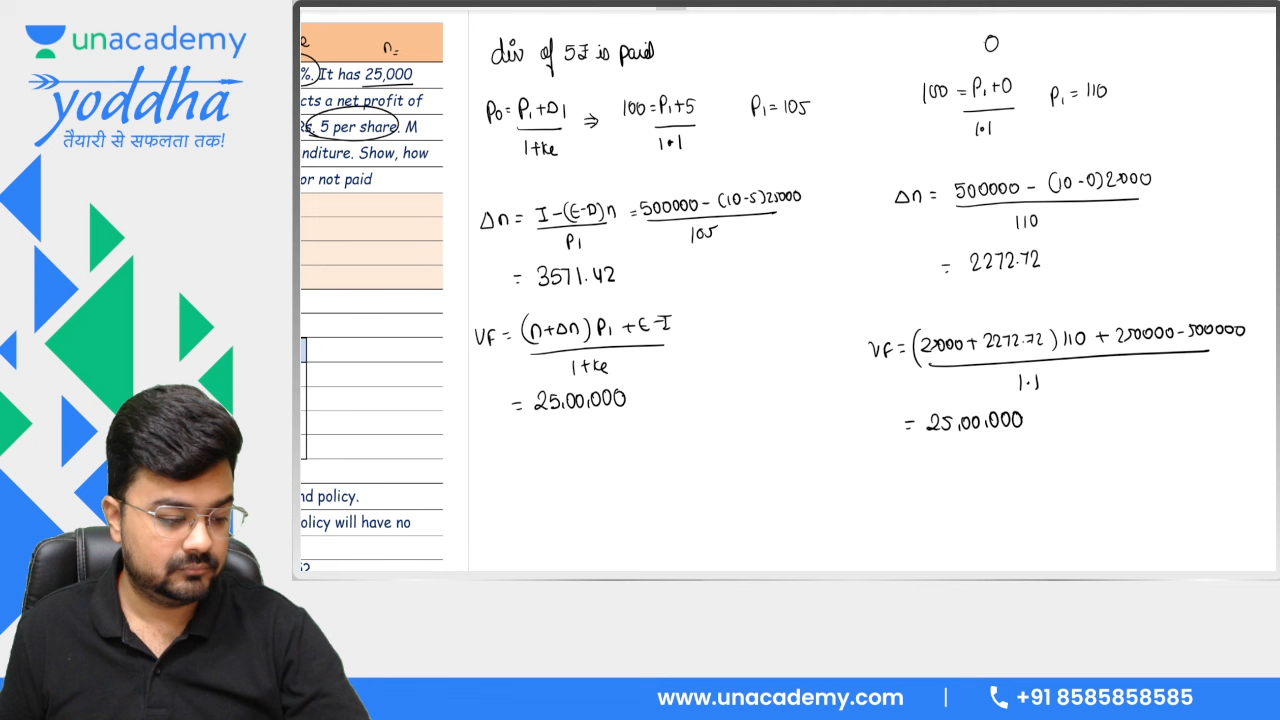 unacademy
yoddha
तैयारी से सफलता तक!
n=
%. It has 25,000
cts a net profit of
s. 5 per share. M
nditure. Show, how
or not paid
nd policy.
olicy will have no
div of 5₹ is paid
P0 = P1 + D1 / 1+ke ⇒ 100 = P1+5 / 1.1 P1 = 105
Δn = I-(E-D)n / P1 = 500000 - (10-5)25000 / 105
= 3571.42
VF = (n+Δn) P1 + E-I / 1+ke
= 25,00,000
0
100 = P1+0 / 1.1 P1 = 110
Δn = 500000 - (10-0)25000 / 110
= 2272.72
VF = (25000 + 2272.72) 110 + 250000 - 500000 / 1.1
= 25,00,000
www.unacademy.com | +91 8585858585